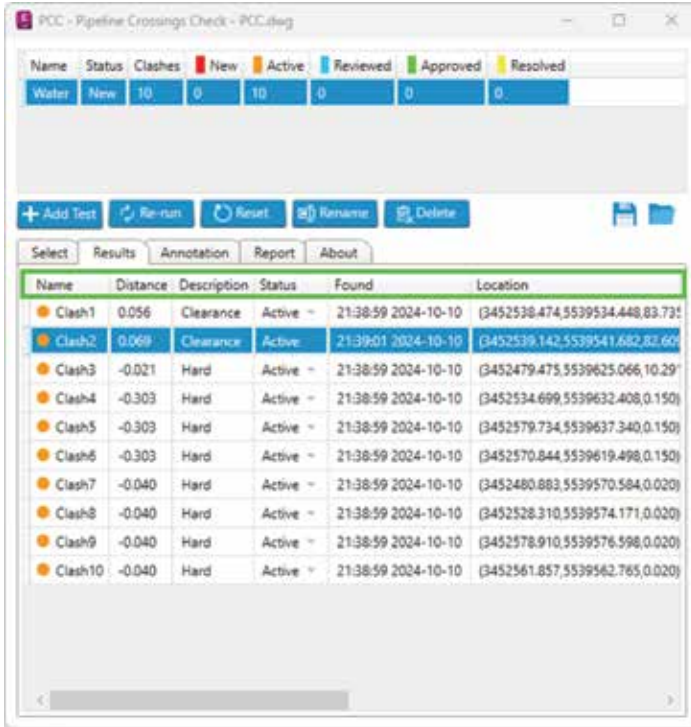 PCC - Pipeline Crossings Check - PCC.dwg
Name Status Clashes New Active Reviewed Approved Resolved
Water New 10 0 10 0 0 0
Add Test Re-run Reset Rename Delete
Select Results Annotation Report About
Name Distance Description Status Found Location
Clash1 0.056 Clearance Active 21:38:59 2024-10-10 (3452538.474,5539534.448,83.735
Clash2 0.069 Clearance Active 21:39:01 2024-10-10 (3452539.142,5539541.682,82.609
Clash3 -0.021 Hard Active 21:38:59 2024-10-10 (3452479.475,5539625.066,10.29
Clash4 -0.303 Hard Active 21:38:59 2024-10-10 (3452534.699,5539632.408,0.150)
Clash5 -0.303 Hard Active 21:38:59 2024-10-10 (3452579.734,5539637.340,0.150)
Clash6 -0.303 Hard Active 21:38:59 2024-10-10 (3452570.844,5539619.498,0.150)
Clash7 -0.040 Hard Active 21:38:59 2024-10-10 (3452480.883,5539570.584,0.020)
Clash8 -0.040 Hard Active 21:38:59 2024-10-10 (3452528.310,5539574.171,0.020)
Clash9 -0.040 Hard Active 21:38:59 2024-10-10 (3452578.910,5539576.598,0.020)
Clash10 -0.040 Hard Active 21:38:59 2024-10-10 (3452561.857,5539562.765,0.020)